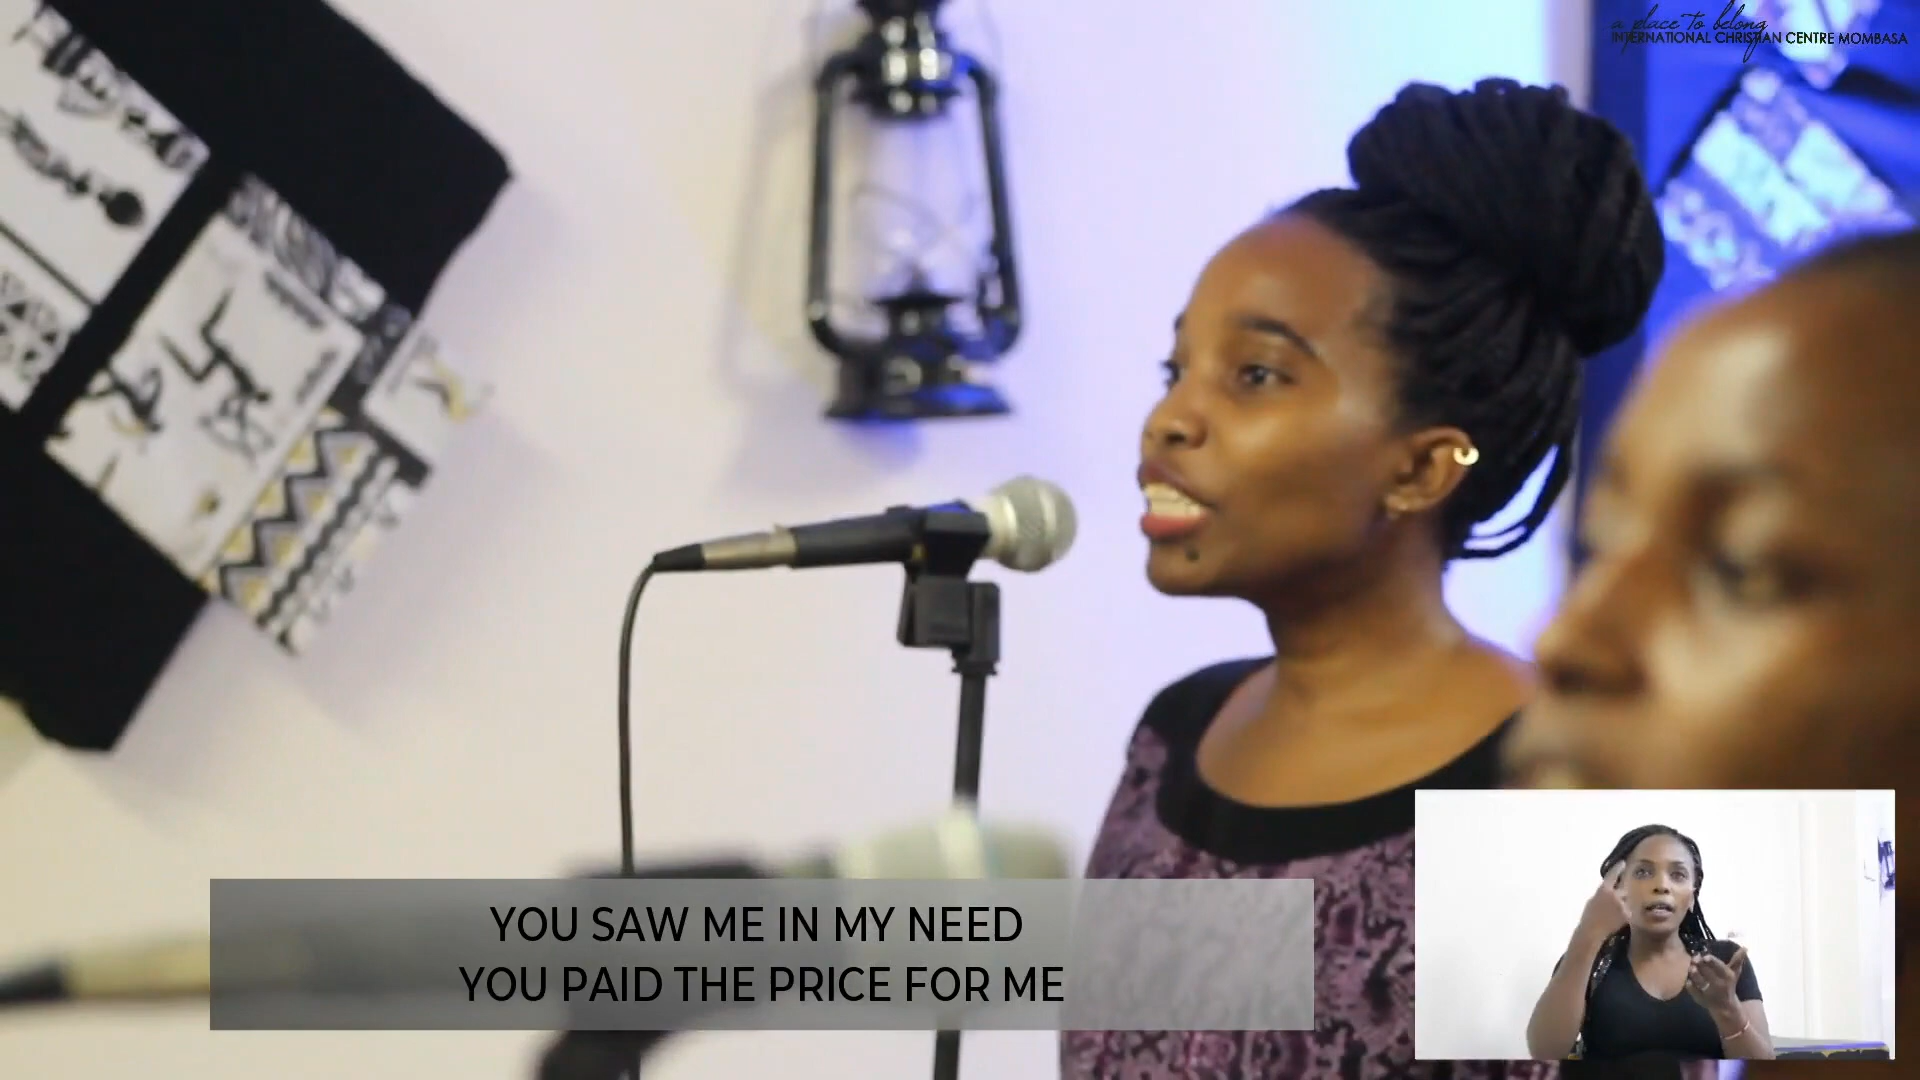 a place to belong
INTERNATIONAL CHRISTIAN CENTRE MOMBASA
YOU SAW ME IN MY NEED
YOU PAID THE PRICE FOR ME